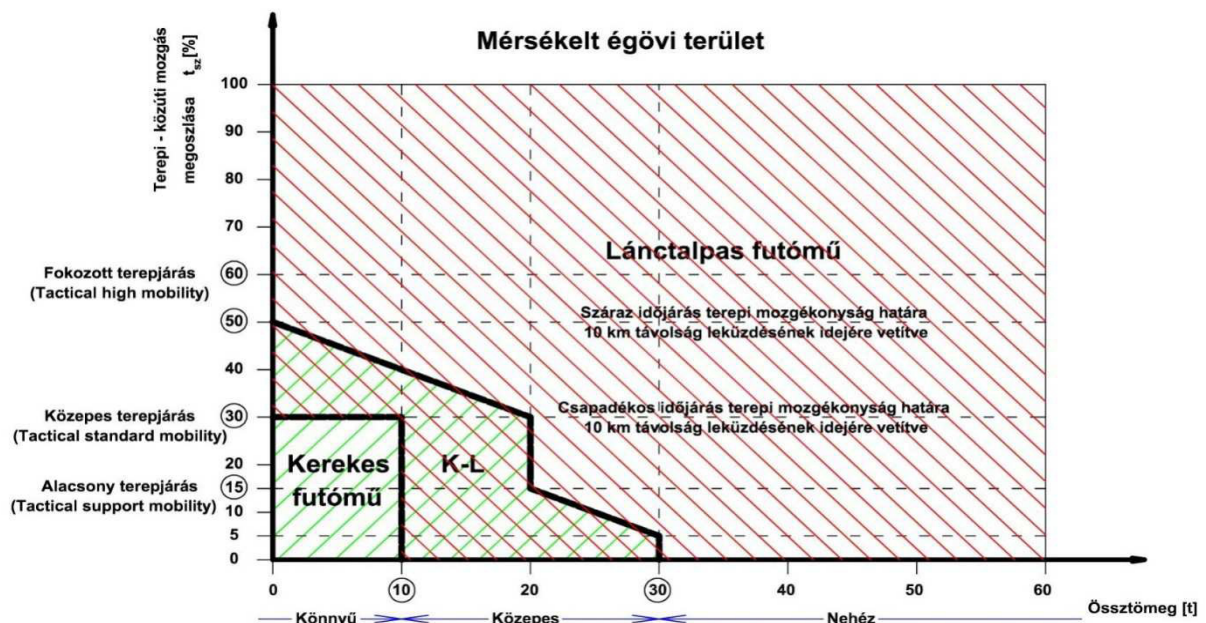 Mérsékelt égövi terület
Terepi - közúti mozgás
megoszlása t_sz [%]
100
90
80
70
Fokozott terepjárás
(Tactical high mobility)
60
Lánctalpas futómű
50
Száraz időjárás terepi mozgékonyság határa
10 km távolság leküzdésének idejére vetítve
40
Közepes terepjárás
(Tactical standard mobility)
30
Csapadékos időjárás terepi mozgékonyság határa
10 km távolság leküzdésének idejére vetítve
20
Kerekes
futómű
K-L
Alacsony terepjárás
(Tactical support mobility)
15
10
5
0
0 10 20 30 40 50 60
Össztömeg [t]
Könnyű Közepes Nehéz